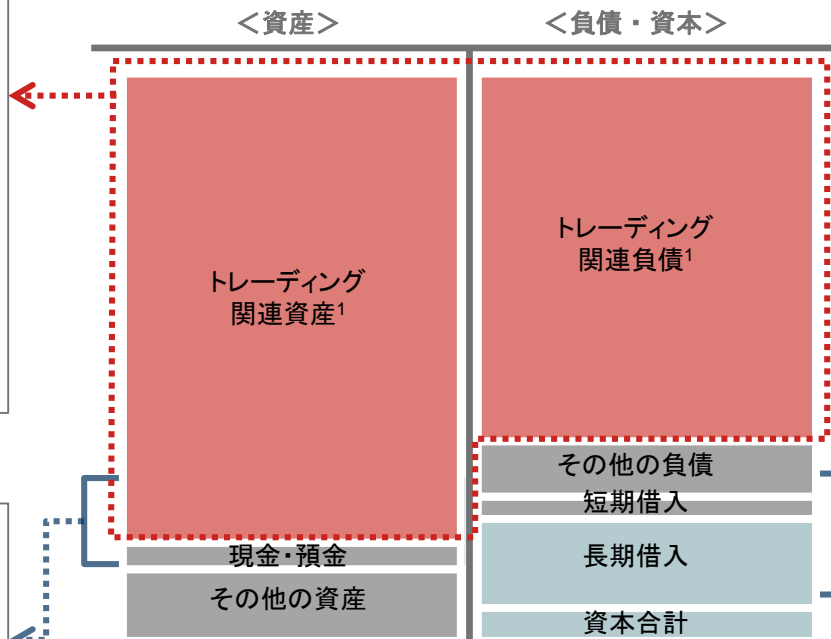 ＜資産＞
＜負債・資本＞
トレーディング
関連資産1
現金・預金
その他の資産
トレーディング
関連負債1
その他の負債
短期借入
長期借入
資本合計